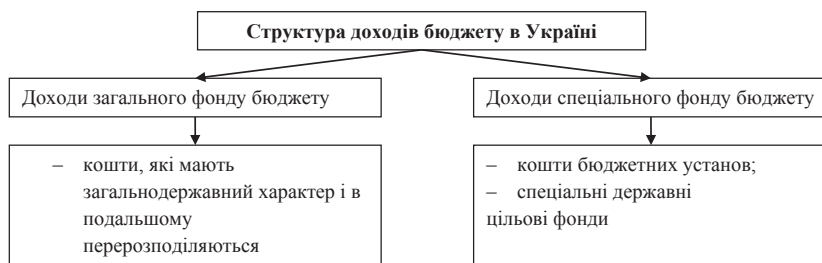 Структура доходів бюджету в Україні
Доходи загального фонду бюджету
Доходи спеціального фонду бюджету
– кошти, які мають
загальнодержавний характер і в
подальшому
перерозподіляються
– кошти бюджетних установ;
– спеціальні державні
цільові фонди